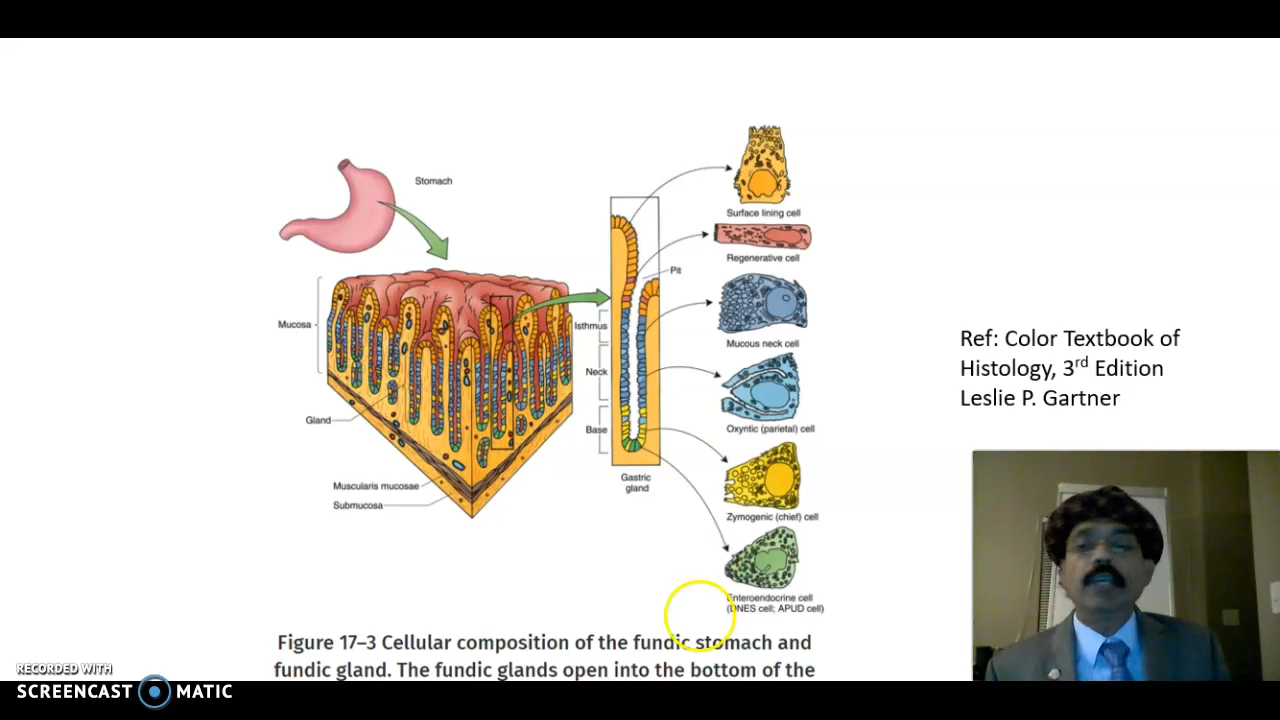 Stomach
Surface lining cell
Regenerative cell
Pit
Mucosa
Isthmus
Mucous neck cell
Neck
Gland
Base
Oxyntic (parietal) cell
Gastric
gland
Muscularis mucosae
Submucosa
Zymogenic (chief) cell
Enteroendocrine cell
(DNES cell; APUD cell)
Figure 17–3 Cellular composition of the fundic stomach and
fundic gland. The fundic glands open into the bottom of the
Ref: Color Textbook of
Histology, 3rd Edition
Leslie P. Gartner
RECORDED WITH
SCREENCAST MATIC